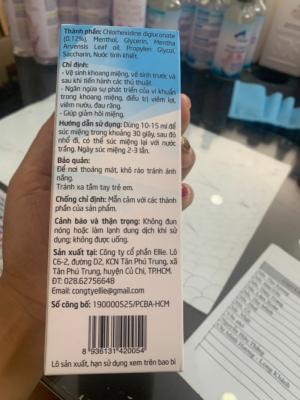 Thành phần: Chlorhexidine digluconate
(0.12%), Menthol, Glycerin, Mentha
Arvensis Leaf oil, Propylen Glycol,
Saccharin, Nước tinh khiết.
Chỉ định:
- Vệ sinh khoang miệng, vệ sinh trước và
sau khi tiến hành các thủ thuật.
- Ngăn ngừa sự phát triển của vi khuẩn
trong khoang miệng, điều trị viêm lợi,
viêm nướu, đau răng.
- Giúp giảm hôi miệng.
Hướng dẫn sử dụng: Dùng 10-15 ml để
súc miệng trong khoảng 30 giây, sau đó
nhổ đi, có thể súc miệng lại với nước
trắng. Ngày súc miệng 2-3 lần.
Bảo quản:
Để nơi thoáng mát, khô ráo tránh ánh
nắng.
Tránh xa tầm tay trẻ em.
Chống chỉ định: Mẫn cảm với các thành
phần của sản phẩm.
Cảnh báo và thận trọng: Không đun
nóng hoặc làm lạnh dung dịch khi sử
dụng; không được uống.
Sản xuất tại: Công ty cổ phần Ellie. Lô
C6-2, đường D2, KCN Tân Phú Trung, xã
Tân Phú Trung, huyện Củ Chi, TP.HCM.
ĐT: 028.62756648
Email: congtyellie@gmail.com
Số công bố: 190000525/PCBA-HCM
8 936131 420054
Lô sản xuất, hạn sử dụng xem trên bao bì